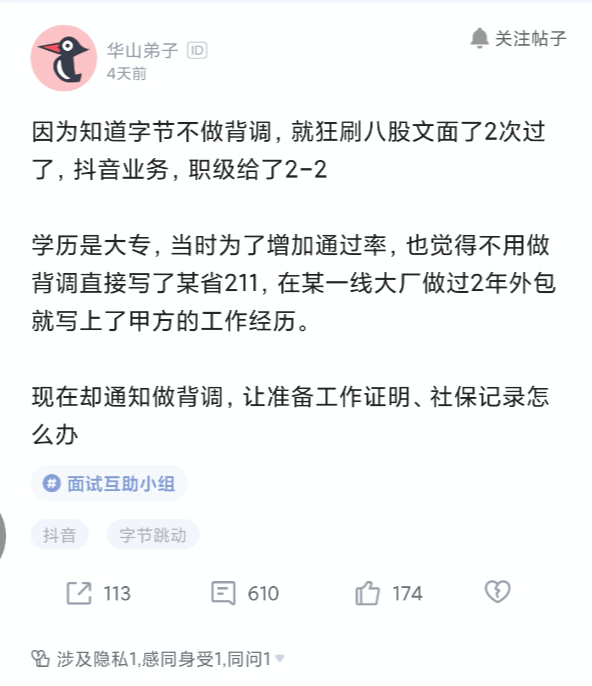 华山弟子 ID
关注帖子
4天前
因为知道字节不做背调，就狂刷八股文面了2次过
了，抖音业务，职级给了2-2
学历是大专，当时为了增加通过率，也觉得不用做
背调直接写了某省211，在某一线大厂做过2年外包
就写上了甲方的工作经历。
现在却通知做背调，让准备工作证明、社保记录怎
么办
# 面试互助小组
抖音 字节跳动
113 610 174
涉及隐私1,感同身受1,同问1